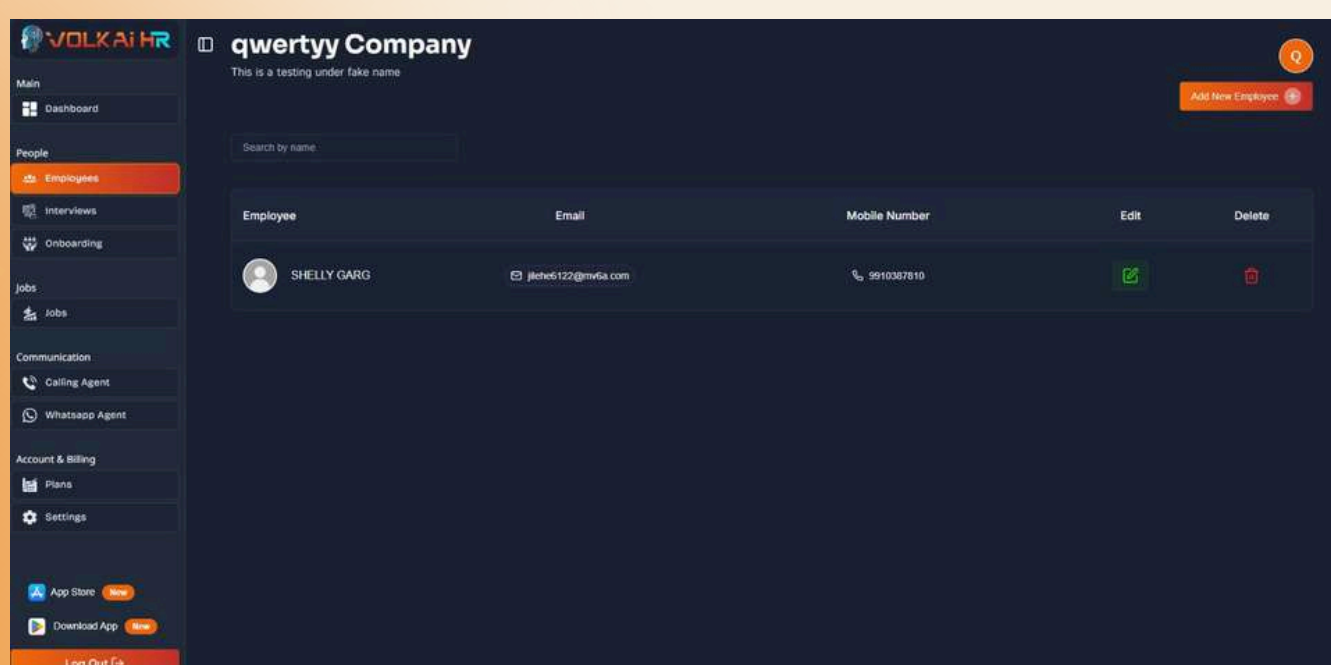 VOLKAi HR
qwertyy Company
This is a testing under fake name
Q
Add New Employee
Main
Dashboard
People
Employees
Interviews
Onboarding
Jobs
Jobs
Communication
Calling Agent
Whatsapp Agent
Account & Billing
Plans
Settings
App Store New
Download App New
Log Out
Search by name
Employee Email Mobile Number Edit Delete
SHELLY GARG jilehe6122@mv6a.com 9910387810